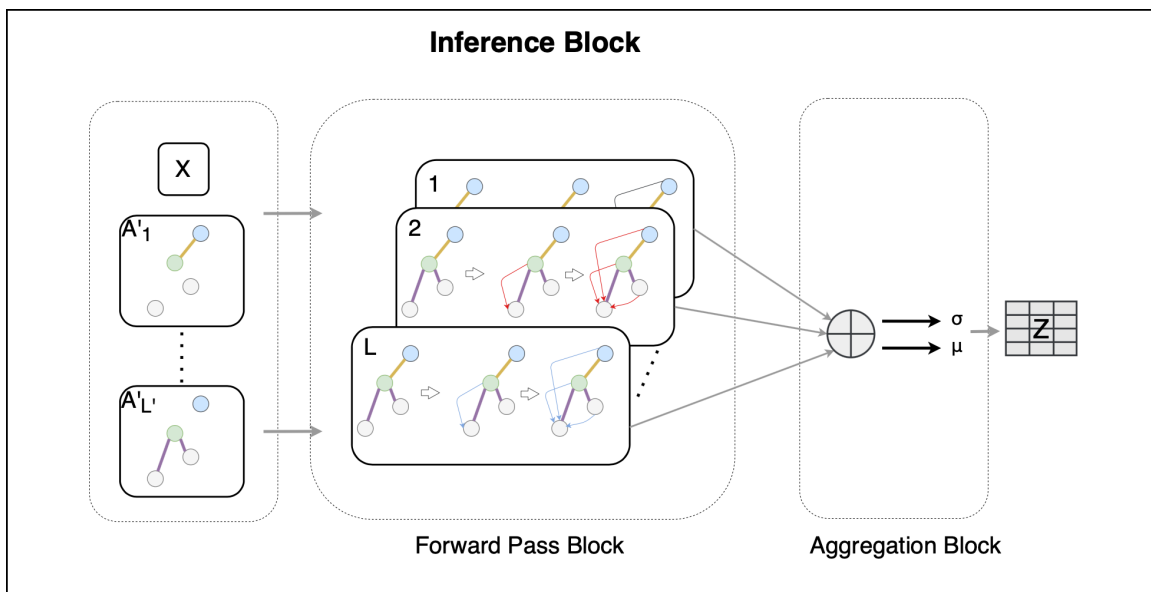 Inference Block
X
A'1
A'L'
1
2
L
σ
μ
Z
Forward Pass Block
Aggregation Block